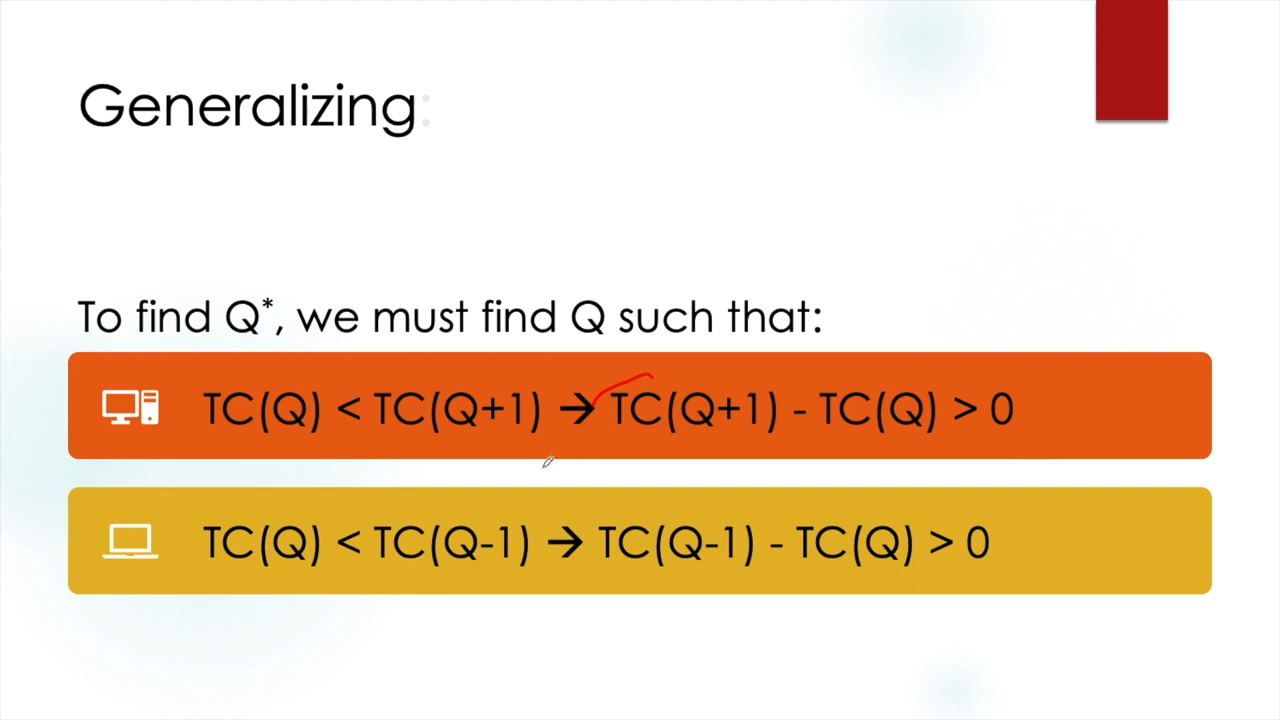 Generalizing:
To find Q*, we must find Q such that:
TC(Q) < TC(Q+1) → TC(Q+1) - TC(Q) > 0
TC(Q) < TC(Q-1) → TC(Q-1) - TC(Q) > 0